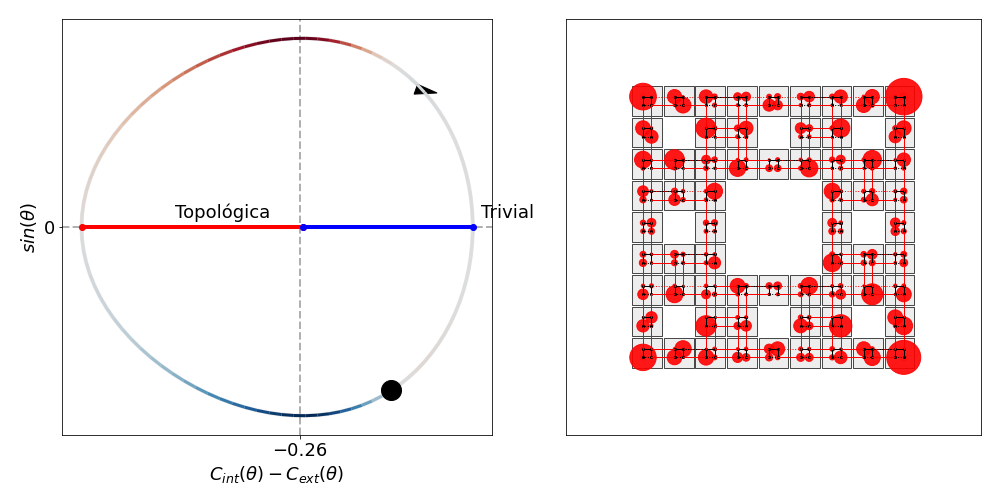 sin(θ)
0
Topológica
Trivial
−0.26
C_int(θ) − C_ext(θ)